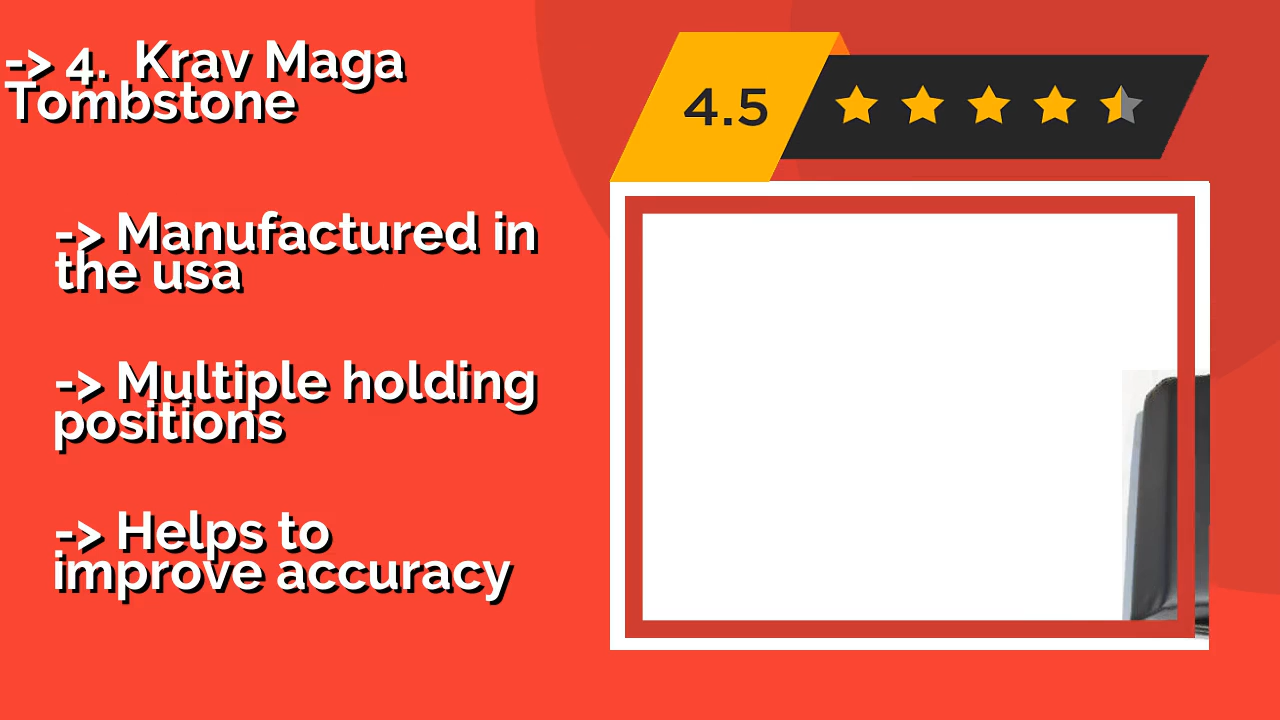 -> 4.  Krav Maga
Tombstone
4.5
-> Manufactured in
the usa
-> Multiple holding
positions
-> Helps to
improve accuracy